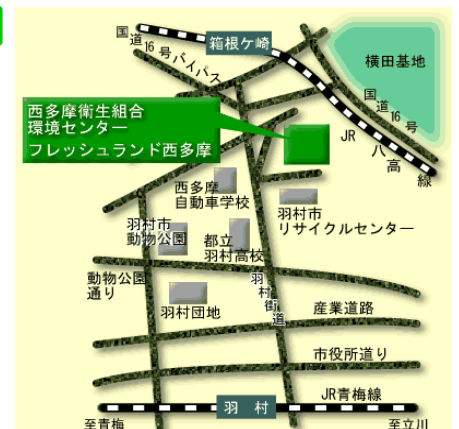 国道16号バイパス
箱根ケ崎
横田基地
国道16号
JR八高線
西多摩衛生組合
環境センター
フレッシュランド西多摩
西多摩
自動車学校
羽村市
リサイクルセンター
羽村市
動物公園
都立
羽村高校
動物公園
通り
羽村街道
羽村団地
産業道路
市役所通り
JR青梅線
羽村
至青梅
至立川